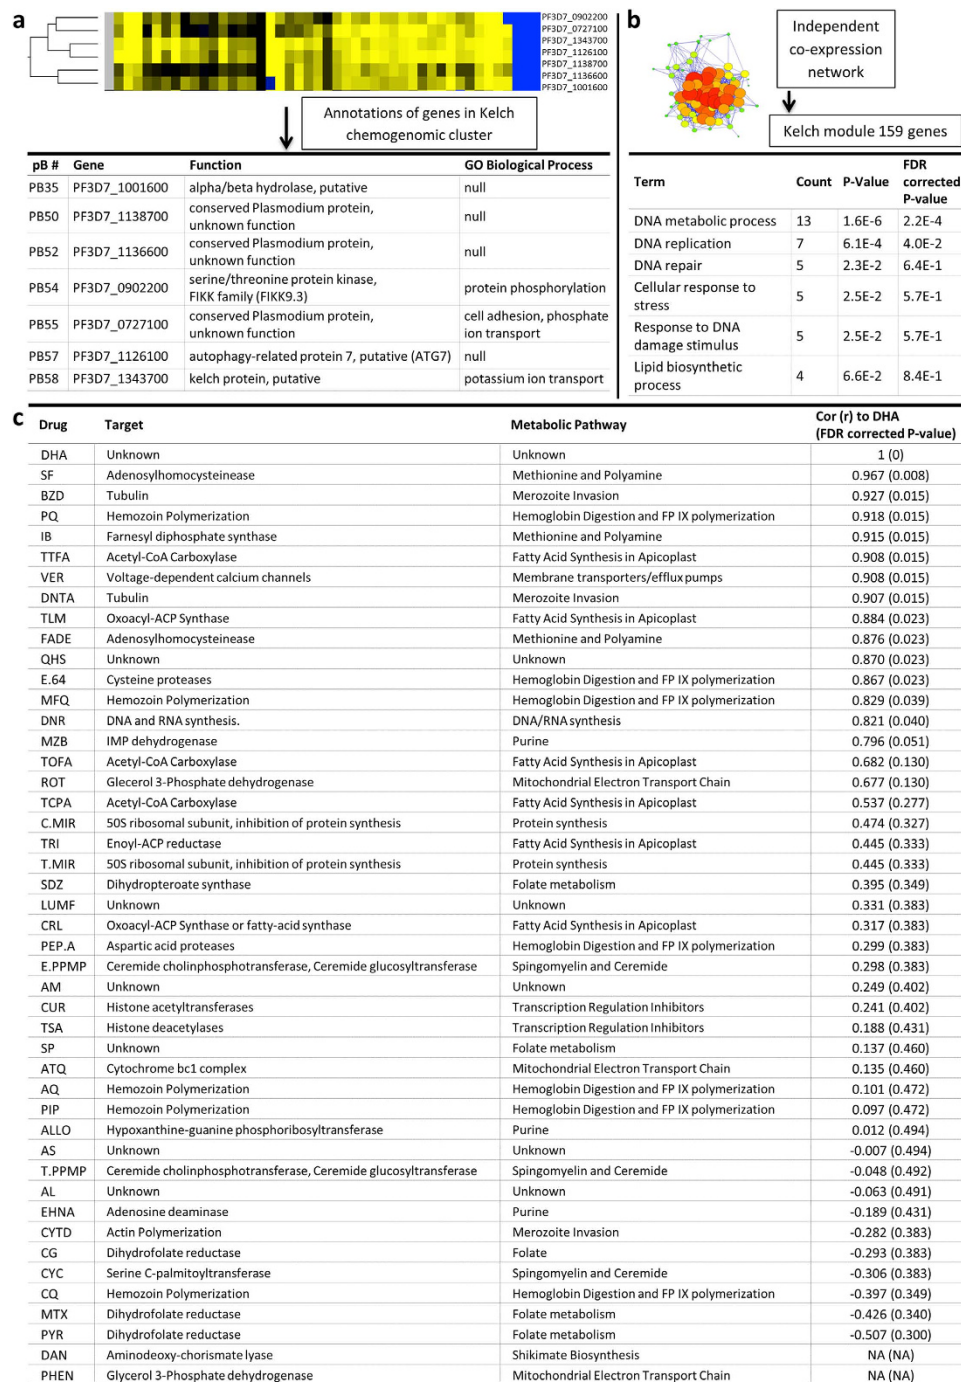 a
PF3D7_0902200
PF3D7_0727100
PF3D7_1343700
PF3D7_1126100
PF3D7_1138700
PF3D7_1136600
PF3D7_1001600
Annotations of genes in Kelch
chemogenomic cluster
pB # Gene Function GO Biological Process
PB35 PF3D7_1001600 alpha/beta hydrolase, putative null
PB50 PF3D7_1138700 conserved Plasmodium protein, unknown function null
PB52 PF3D7_1136600 conserved Plasmodium protein, unknown function null
PB54 PF3D7_0902200 serine/threonine protein kinase, FIKK family (FIKK9.3) protein phosphorylation
PB55 PF3D7_0727100 conserved Plasmodium protein, unknown function cell adhesion, phosphate ion transport
PB57 PF3D7_1126100 autophagy-related protein 7, putative (ATG7) null
PB58 PF3D7_1343700 kelch protein, putative potassium ion transport
b
Independent
co-expression
network
Kelch module 159 genes
Term Count P-Value FDR corrected P-value
DNA metabolic process 13 1.6E-6 2.2E-4
DNA replication 7 6.1E-4 4.0E-2
DNA repair 5 2.3E-2 6.4E-1
Cellular response to stress 5 2.5E-2 5.7E-1
Response to DNA damage stimulus 5 2.5E-2 5.7E-1
Lipid biosynthetic process 4 6.6E-2 8.4E-1
c
Drug Target Metabolic Pathway Cor (r) to DHA (FDR corrected P-value)
DHA Unknown Unknown 1 (0)
SF Adenosylhomocysteinease Methionine and Polyamine 0.967 (0.008)
BZD Tubulin Merozoite Invasion 0.927 (0.015)
PQ Hemozoin Polymerization Hemoglobin Digestion and FP IX polymerization 0.918 (0.015)
IB Farnesyl diphosphate synthase Methionine and Polyamine 0.915 (0.015)
TTFA Acetyl-CoA Carboxylase Fatty Acid Synthesis in Apicoplast 0.908 (0.015)
VER Voltage-dependent calcium channels Membrane transporters/efflux pumps 0.908 (0.015)
DNTA Tubulin Merozoite Invasion 0.907 (0.015)
TLM Oxoacyl-ACP Synthase Fatty Acid Synthesis in Apicoplast 0.884 (0.023)
FADE Adenosylhomocysteinease Methionine and Polyamine 0.876 (0.023)
QHS Unknown Unknown 0.870 (0.023)
E.64 Cysteine proteases Hemoglobin Digestion and FP IX polymerization 0.867 (0.023)
MFQ Hemozoin Polymerization Hemoglobin Digestion and FP IX polymerization 0.829 (0.039)
DNR DNA and RNA synthesis. DNA/RNA synthesis 0.821 (0.040)
MZB IMP dehydrogenase Purine 0.796 (0.051)
TOFA Acetyl-CoA Carboxylase Fatty Acid Synthesis in Apicoplast 0.682 (0.130)
ROT Glecerol 3-Phosphate dehydrogenase Mitochondrial Electron Transport Chain 0.677 (0.130)
TCPA Acetyl-CoA Carboxylase Fatty Acid Synthesis in Apicoplast 0.537 (0.277)
C.MIR 50S ribosomal subunit, inhibition of protein synthesis Protein synthesis 0.474 (0.327)
TRI Enoyl-ACP reductase Fatty Acid Synthesis in Apicoplast 0.445 (0.333)
T.MIR 50S ribosomal subunit, inhibition of protein synthesis Protein synthesis 0.445 (0.333)
SDZ Dihydropteroate synthase Folate metabolism 0.395 (0.349)
LUMF Unknown Unknown 0.331 (0.383)
CRL Oxoacyl-ACP Synthase or fatty-acid synthase Fatty Acid Synthesis in Apicoplast 0.317 (0.383)
PEP.A Aspartic acid proteases Hemoglobin Digestion and FP IX polymerization 0.299 (0.383)
E.PPMP Ceremide cholinphosphotransferase, Ceremide glucosyltransferase Spingomyelin and Ceremide 0.298 (0.383)
AM Unknown Unknown 0.249 (0.402)
CUR Histone acetyltransferases Transcription Regulation Inhibitors 0.241 (0.402)
TSA Histone deacetylases Transcription Regulation Inhibitors 0.188 (0.431)
SP Unknown Folate metabolism 0.137 (0.460)
ATQ Cytochrome bc1 complex Mitochondrial Electron Transport Chain 0.135 (0.460)
AQ Hemozoin Polymerization Hemoglobin Digestion and FP IX polymerization 0.101 (0.472)
PIP Hemozoin Polymerization Hemoglobin Digestion and FP IX polymerization 0.097 (0.472)
ALLO Hypoxanthine-guanine phosphoribosyltransferase Purine 0.012 (0.494)
AS Unknown Unknown -0.007 (0.494)
T.PPMP Ceremide cholinphosphotransferase, Ceremide glucosyltransferase Spingomyelin and Ceremide -0.048 (0.492)
AL Unknown Unknown -0.063 (0.491)
EHNA Adenosine deaminase Purine -0.189 (0.431)
CYTD Actin Polymerization Merozoite Invasion -0.282 (0.383)
CG Dihydrofolate reductase Folate -0.293 (0.383)
CYC Serine C-palmitoyltransferase Spingomyelin and Ceremide -0.306 (0.383)
CQ Hemozoin Polymerization Hemoglobin Digestion and FP IX polymerization -0.397 (0.349)
MTX Dihydrofolate reductase Folate metabolism -0.426 (0.340)
PYR Dihydrofolate reductase Folate metabolism -0.507 (0.300)
DAN Aminodeoxy-chorismate lyase Shikimate Biosynthesis NA (NA)
PHEN Glycerol 3-Phosphate dehydrogenase Mitochondrial Electron Transport Chain NA (NA)